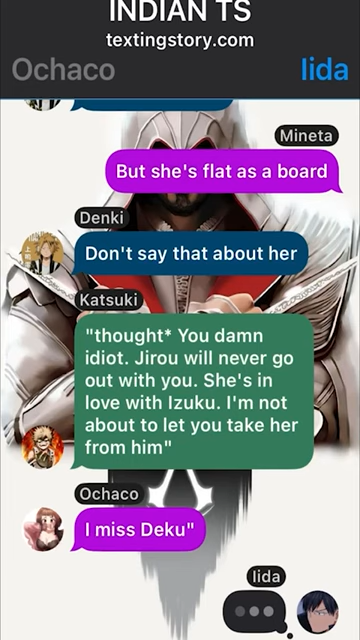 INDIAN TS
textingstory.com
Ochaco Iida
Mineta
But she's flat as a board
Denki
Don't say that about her
Katsuki
"thought* You damn
idiot. Jirou will never go
out with you. She's in
love with Izuku. I'm not
about to let you take her
from him"
Ochaco
I miss Deku"
Iida